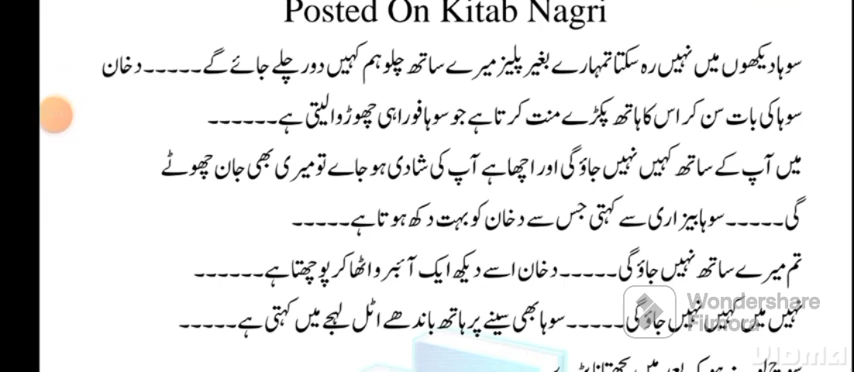 Posted On Kitab Nagri
سوہا دیکھوں میں نہیں رہ سکتا تمہارے بغیر پلیز میرے ساتھ چلو ہم کہیں دور چلے جائے گے۔۔۔۔۔ دخان
سوہا کی بات سن کر اس کا ہاتھ پکڑے منت کرتا ہے جو سوہا فورا ہی چھوڑوا لیتی ہے۔۔۔۔۔۔
میں آپ کے ساتھ کہیں نہیں جاؤ گی اور اچھا ہے آپ کی شادی ہو جاے تو میری بھی جان چھوٹے
گی۔۔۔۔۔ سوہا بیزاری سے کہتی جس سے دخان کو بہت دکھ ہوتا ہے۔۔۔۔۔
تم میرے ساتھ نہیں جاؤ گی۔۔۔۔۔ دخان اسے دیکھ ایک آئبرو اٹھا کر پوچھتا ہے۔۔۔۔۔۔
نہیں میں کہیں نہیں جاؤ گی۔۔۔۔۔ سوہا بھی سینے پر ہاتھ باندھے اٹل لہجے میں کہتی ہے۔۔۔۔۔
Wondershare
Filmora